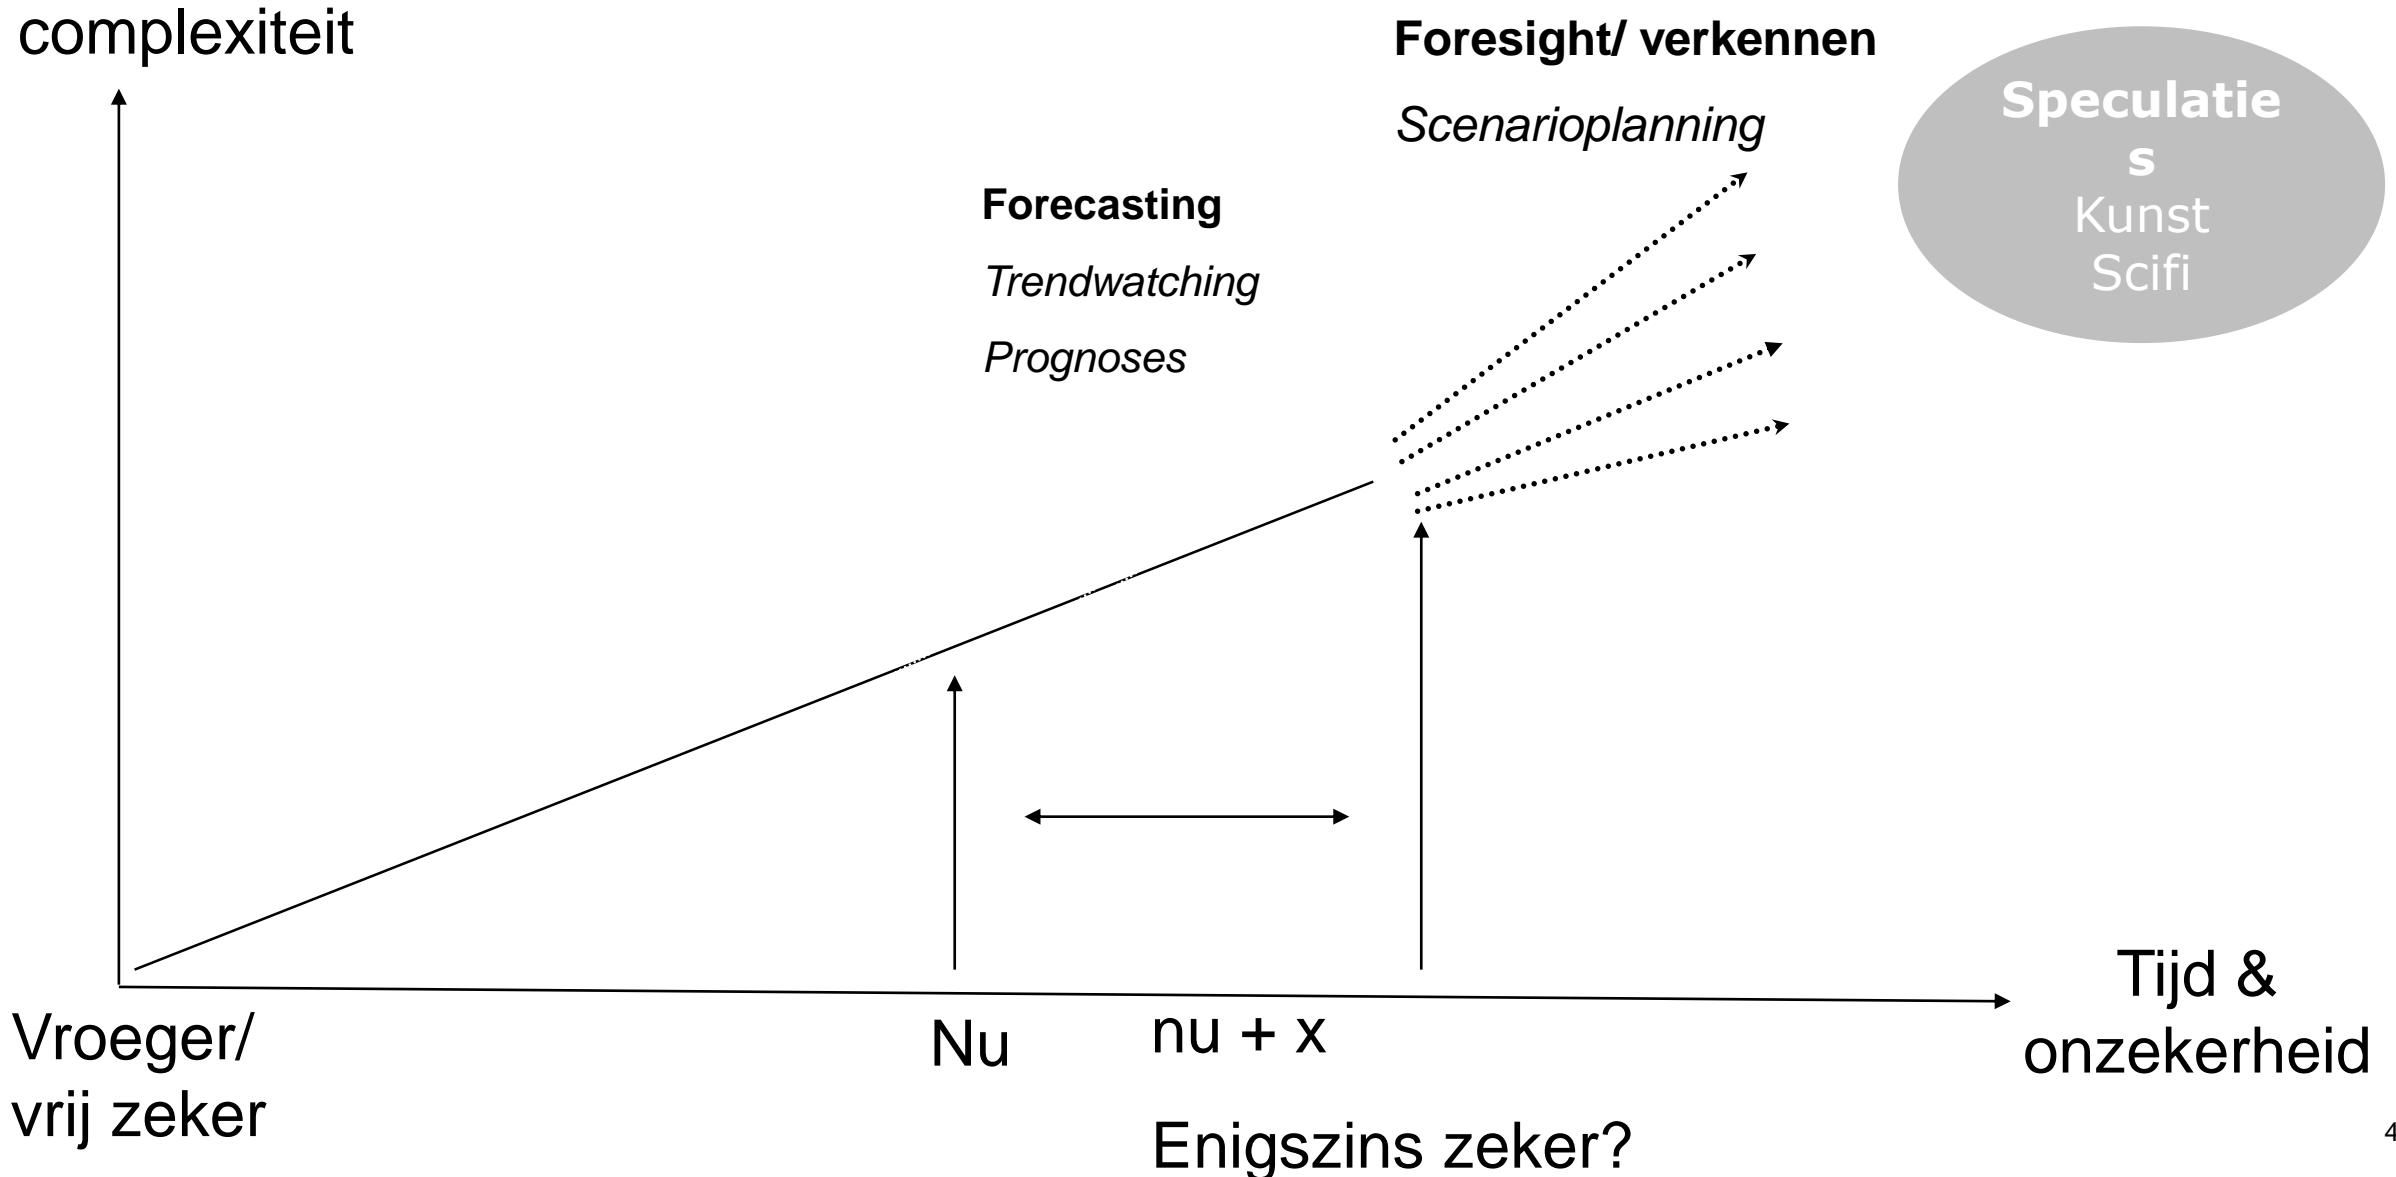 complexiteit
Foresight/ verkennen
Scenarioplanning
Speculatie
s
Kunst
Scifi
Forecasting
Trendwatching
Prognoses
Tijd &
onzekerheid
Vroeger/
vrij zeker
Nu
nu + x
Enigszins zeker?
4